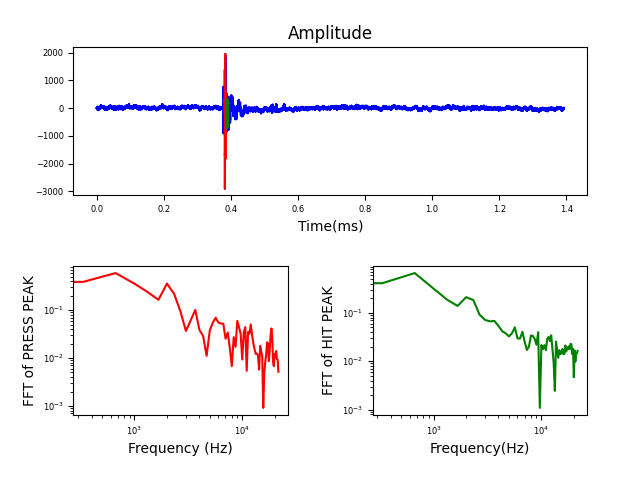 Amplitude
2000
1000
0
−1000
−2000
−3000
0.0 0.2 0.4 0.6 0.8 1.0 1.2 1.4
Time(ms)
FFT of PRESS PEAK
10⁻¹
10⁻²
10⁻³
10³ 10⁴
Frequency (Hz)
FFT of HIT PEAK
10⁻¹
10⁻²
10⁻³
10³ 10⁴
Frequency(Hz)